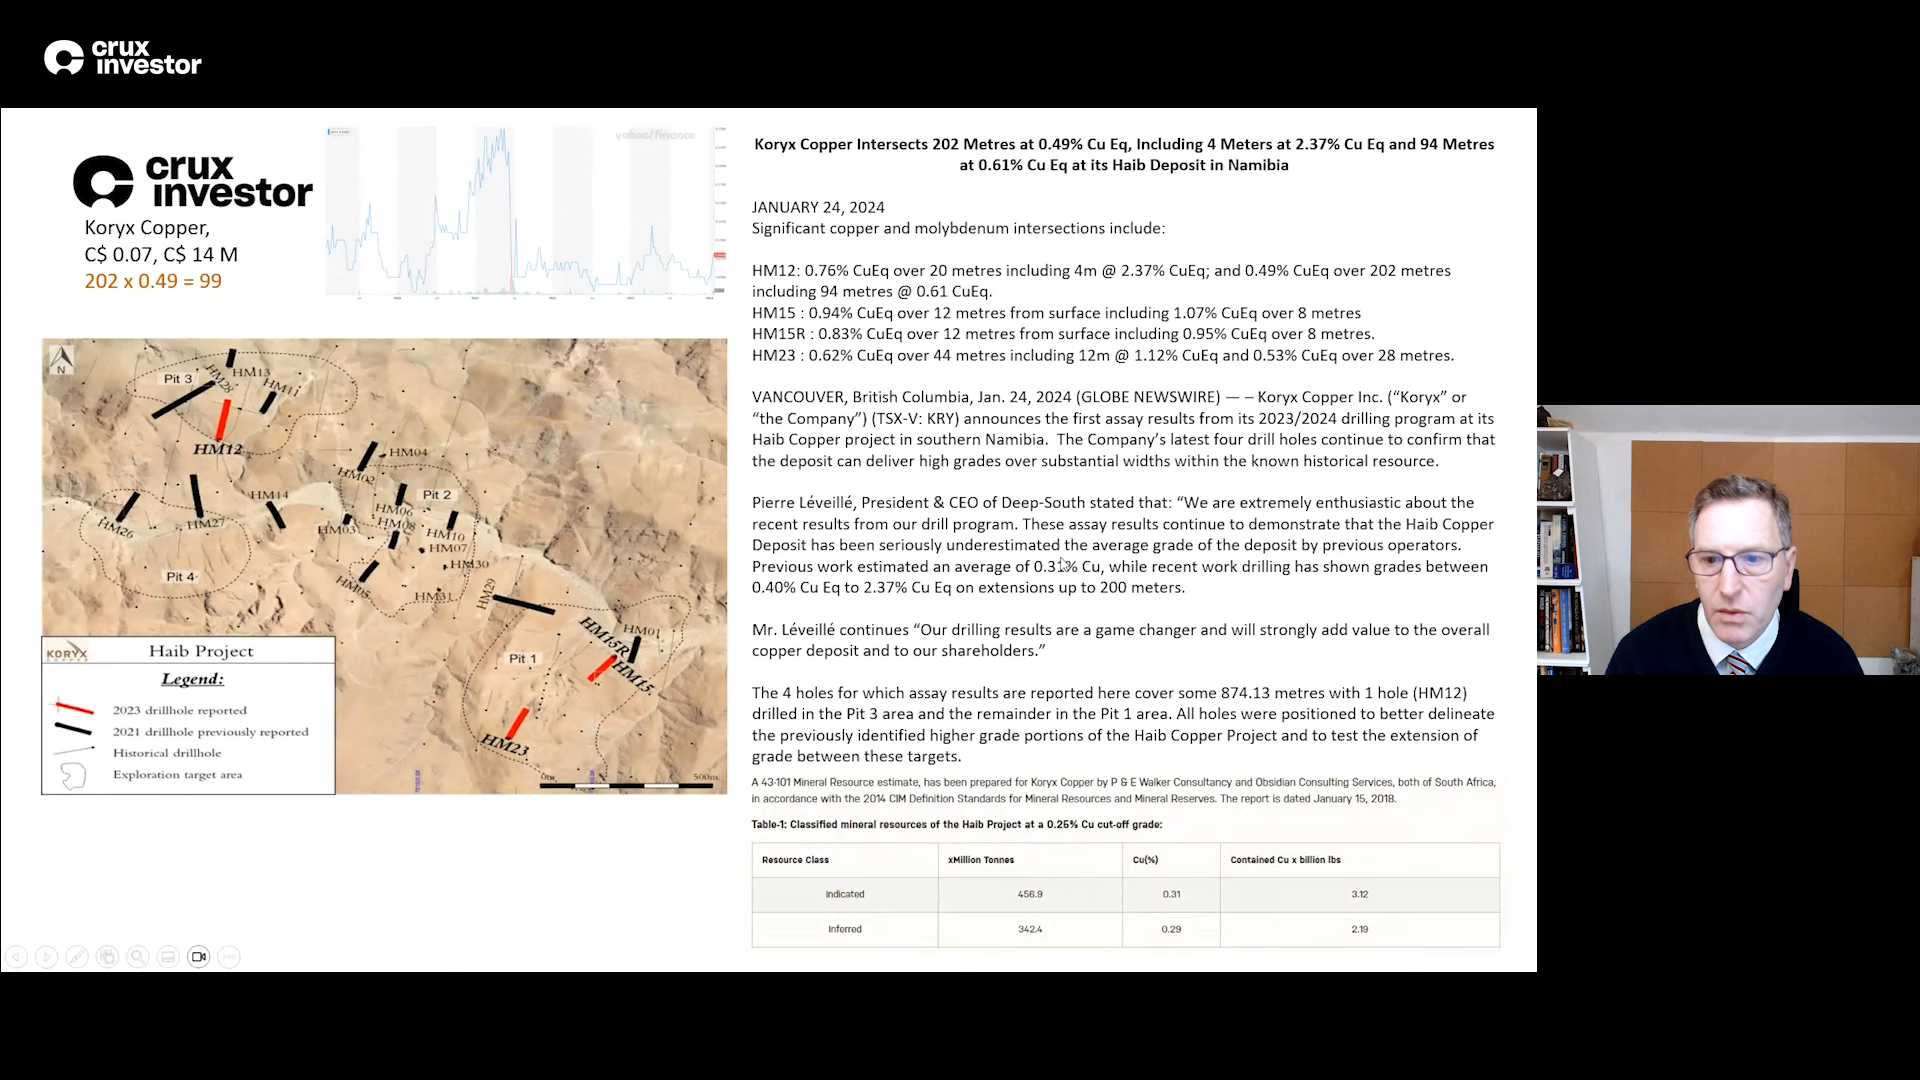 crux
investor
crux
investor
Koryx Copper,
C$ 0.07, C$ 14 M
202 x 0.49 = 99
yahoo!finance
Koryx Copper Intersects 202 Metres at 0.49% Cu Eq, Including 4 Meters at 2.37% Cu Eq and 94 Metres
at 0.61% Cu Eq at its Haib Deposit in Namibia
JANUARY 24, 2024
Significant copper and molybdenum intersections include:
HM12: 0.76% CuEq over 20 metres including 4m @ 2.37% CuEq; and 0.49% CuEq over 202 metres
including 94 metres @ 0.61 CuEq.
HM15 : 0.94% CuEq over 12 metres from surface including 1.07% CuEq over 8 metres
HM15R : 0.83% CuEq over 12 metres from surface including 0.95% CuEq over 8 metres.
HM23 : 0.62% CuEq over 44 metres including 12m @ 1.12% CuEq and 0.53% CuEq over 28 metres.
VANCOUVER, British Columbia, Jan. 24, 2024 (GLOBE NEWSWIRE) — – Koryx Copper Inc. (“Koryx” or
“the Company”) (TSX-V: KRY) announces the first assay results from its 2023/2024 drilling program at its
Haib Copper project in southern Namibia.  The Company’s latest four drill holes continue to confirm that
the deposit can deliver high grades over substantial widths within the known historical resource.
Pierre Léveillé, President & CEO of Deep-South stated that: “We are extremely enthusiastic about the
recent results from our drill program. These assay results continue to demonstrate that the Haib Copper
Deposit has been seriously underestimated the average grade of the deposit by previous operators.
Previous work estimated an average of 0.31% Cu, while recent work drilling has shown grades between
0.40% Cu Eq to 2.37% Cu Eq on extensions up to 200 meters.
Mr. Léveillé continues “Our drilling results are a game changer and will strongly add value to the overall
copper deposit and to our shareholders.”
The 4 holes for which assay results are reported here cover some 874.13 metres with 1 hole (HM12)
drilled in the Pit 3 area and the remainder in the Pit 1 area. All holes were positioned to better delineate
the previously identified higher grade portions of the Haib Copper Project and to test the extension of
grade between these targets.
A 43-101 Mineral Resource estimate, has been prepared for Koryx Copper by P & E Walker Consultancy and Obsidian Consulting Services, both of South Africa,
in accordance with the 2014 CIM Definition Standards for Mineral Resources and Mineral Reserves. The report is dated January 15, 2018.
Table-1: Classified mineral resources of the Haib Project at a 0.25% Cu cut-off grade:
Resource Class xMillion Tonnes Cu(%) Contained Cu x billion lbs
Indicated 456.9 0.31 3.12
Inferred 342.4 0.29 2.19
N
Pit 3
HM28
HM13
HM11
HM12
HM04
HM02
Pit 2
HM14
HM06
HM26
HM27
HM03
HM08
HM10
HM07
HM30
Pit 4
HM05
HM31
HM29
HM15R
HM01
Pit 1
HM15
HM23
0m
500m
KORYX
COPPER
Haib Project
Legend:
2023 drillhole reported
2021 drillhole previously reported
Historical drillhole
Exploration target area